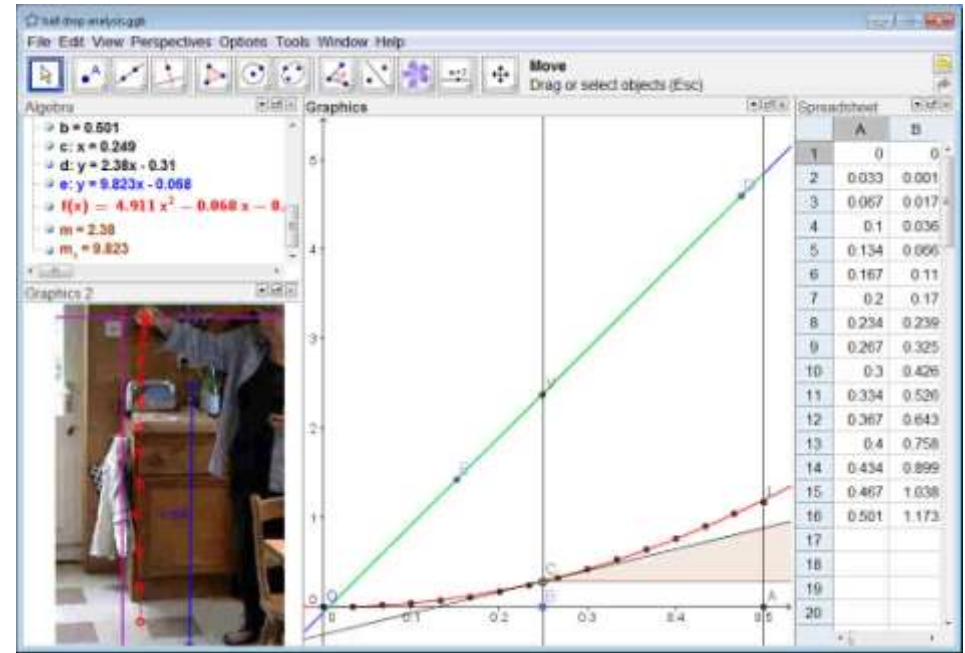 File Edit View Perspectives Options Tools Window Help
Move
Drag or select objects (Esc)
Algebra
b = 0.501
c: x = 0.249
d: y = 2.38x - 0.31
e: y = 9.823x - 0.068
f(x) = 4.911 x² - 0.068 x - 0.
m = 2.38
m₁ = 9.823
Graphics 2
Graphics
5
4
3
2
1
0
0 0.1 0.2 0.3 0.4 0.5
C
B
A
Spreadsheet
A B
1 0 0
2 0.033 0.001
3 0.067 0.017
4 0.1 0.036
5 0.134 0.066
6 0.167 0.11
7 0.2 0.17
8 0.234 0.239
9 0.267 0.325
10 0.3 0.426
11 0.334 0.526
12 0.367 0.643
13 0.4 0.758
14 0.434 0.899
15 0.467 1.038
16 0.501 1.173
17
18
19
20